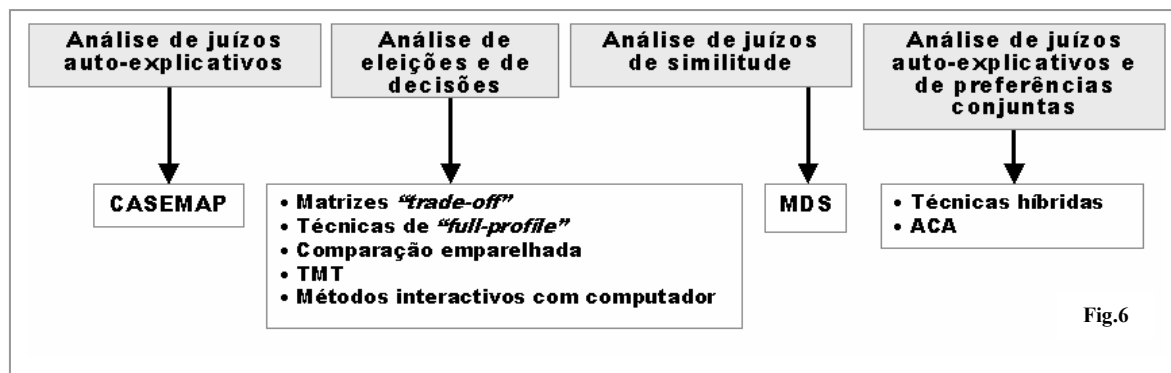 Análise de juízos
auto-explicativos
Análise de
eleições e de
decisões
Análise de juízos
de similitude
Análise de juízos
auto-explicativos e
de preferências
conjuntas
CASEMAP
• Matrizes “trade-off”
• Técnicas de “full-profile”
• Comparação emparelhada
• TMT
• Métodos interactivos com computador
MDS
• Técnicas híbridas
• ACA
Fig.6